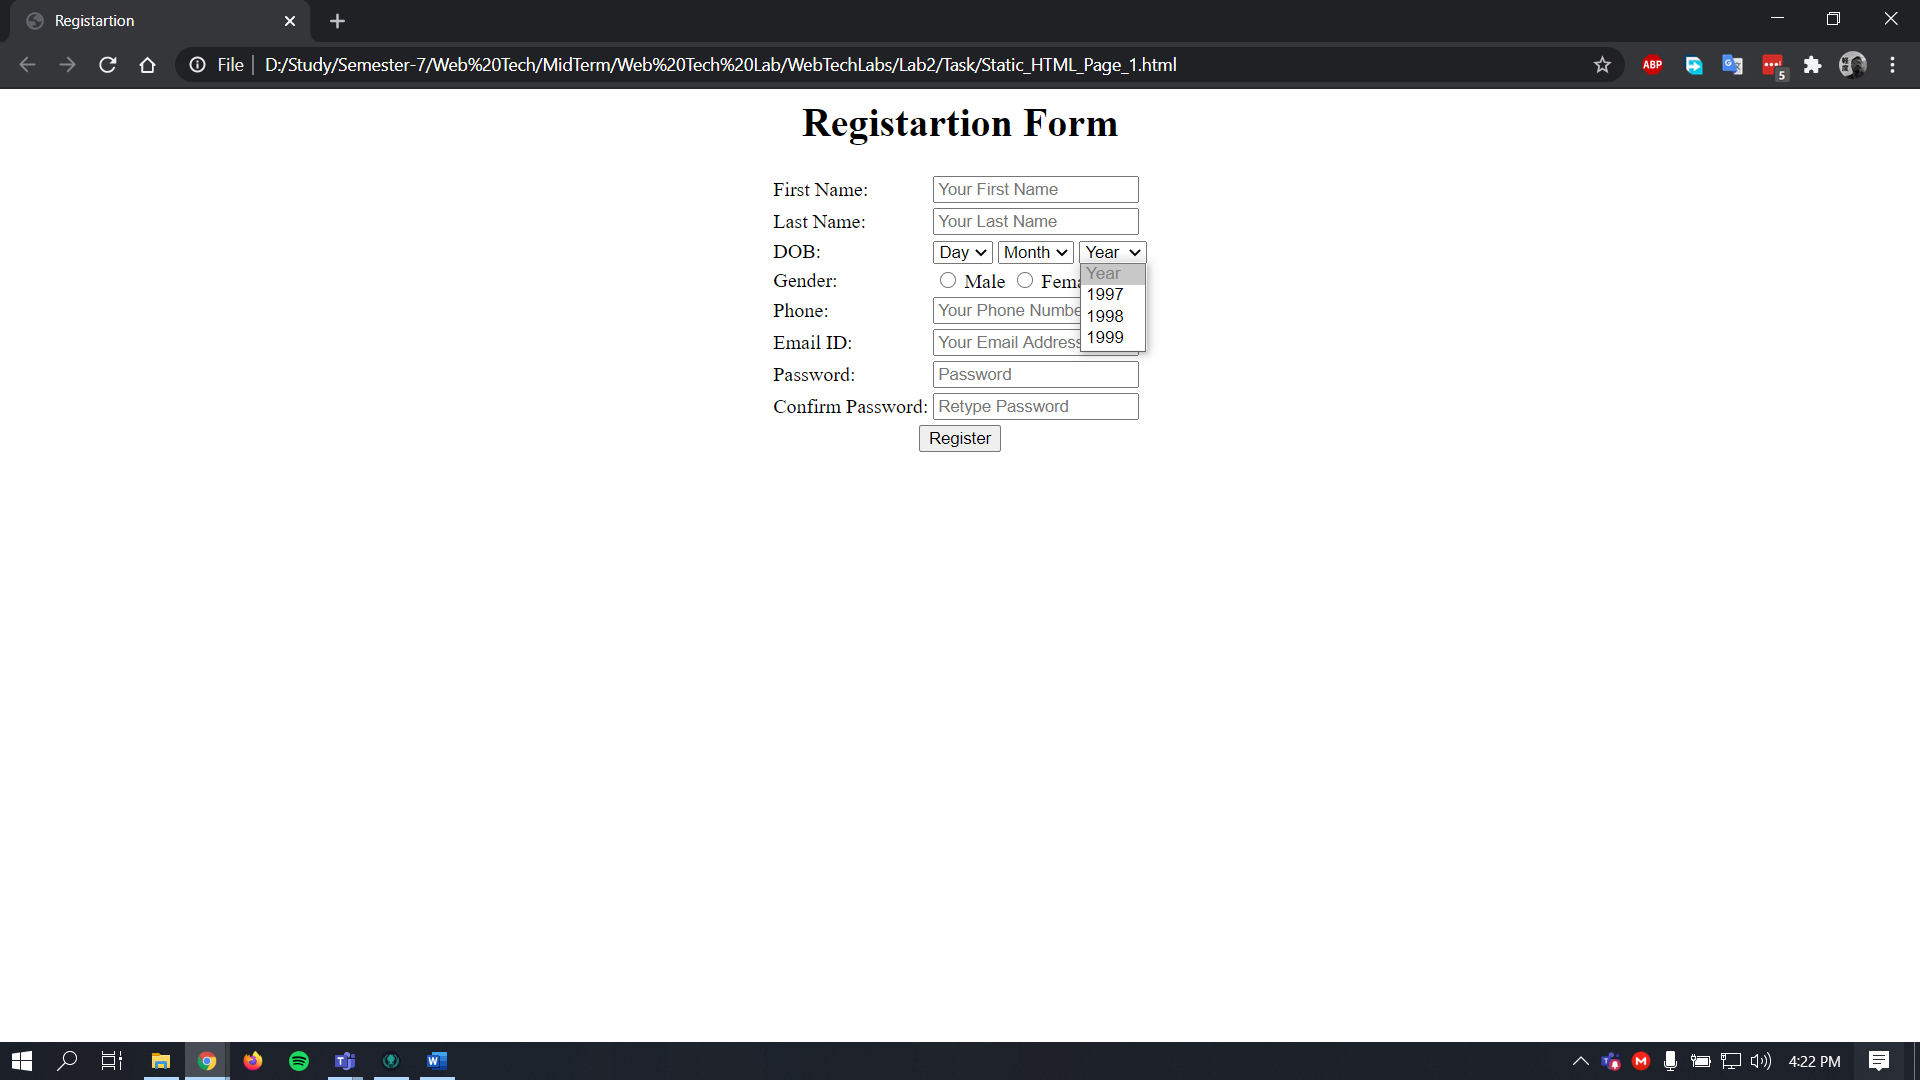 Registartion
File D:/Study/Semester-7/Web%20Tech/MidTerm/Web%20Tech%20Lab/WebTechLabs/Lab2/Task/Static_HTML_Page_1.html
ABP
5
Registartion Form
First Name: Your First Name
Last Name: Your Last Name
DOB: Day Month Year
Year
Gender: Male Fema
1997
Phone: Your Phone Numbe
1998
Email ID: Your Email Address
1999
Password: Password
Confirm Password: Retype Password
Register
4:22 PM